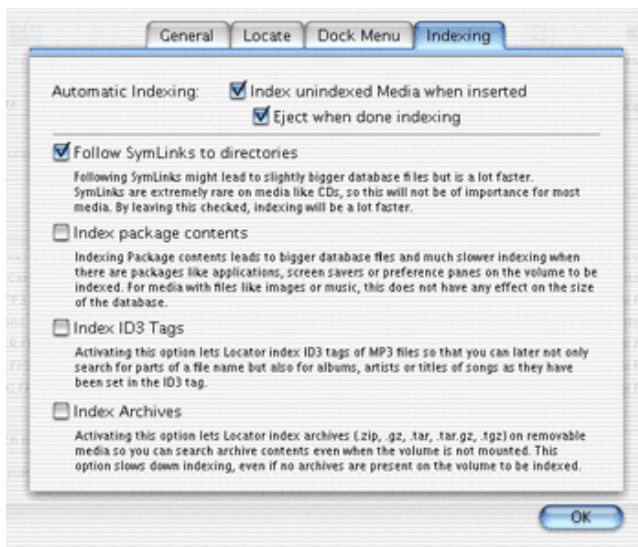 General Locate Dock Menu Indexing
Automatic Indexing: Index unindexed Media when inserted
Eject when done indexing
Follow SymLinks to directories
Following SymLinks might lead to slightly bigger database files but is a lot faster.
SymLinks are extremely rare on media like CDs, so this will not be of importance for most
media. By leaving this checked, indexing will be a lot faster.
Index package contents
Indexing Package contents leads to bigger database files and much slower indexing when
there are packages like applications, screen savers or preference panes on the volume to be
indexed. For media with files like images or music, this does not have any effect on the size
of the database.
Index ID3 Tags
Activating this option lets Locator index ID3 tags of MP3 files so that you can later not only
search for parts of a file name but also for albums, artists or titles of songs as they have
been set in the ID3 tag.
Index Archives
Activating this option lets Locator index archives (.zip, .gz, .tar, .tar.gz, .tgz) on removable
media so you can search archive contents even when the volume is not mounted. This
option slows down indexing, even if no archives are present on the volume to be indexed.
OK